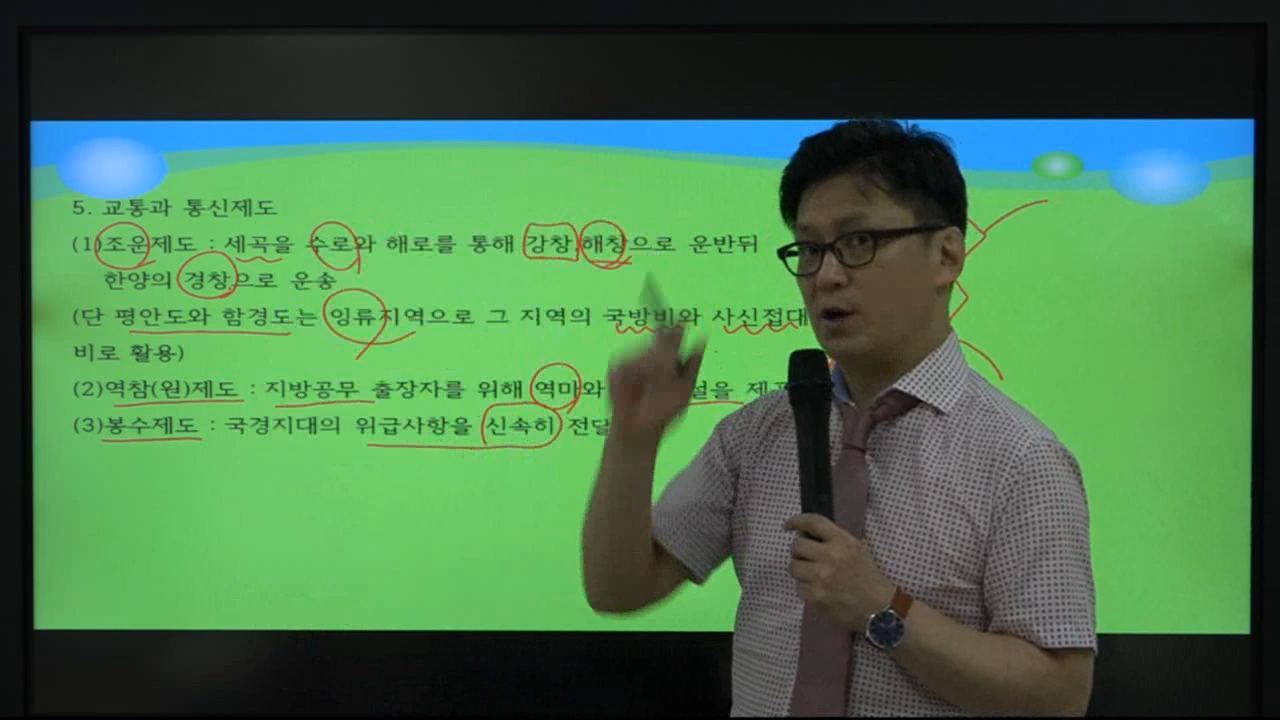 5. 교통과 통신제도
(1)조운제도 : 세곡을 수로와 해로를 통해 강창,해창으로 운반뒤
한양의 경창으로 운송
(단 평안도와 함경도는 잉류지역으로 그 지역의 국방비와 사신접대
비로 활용)
(2)역참(원)제도 : 지방공무 출장자를 위해 역마와
(3)봉수제도 : 국경지대의 위급사항을 신속히 전달